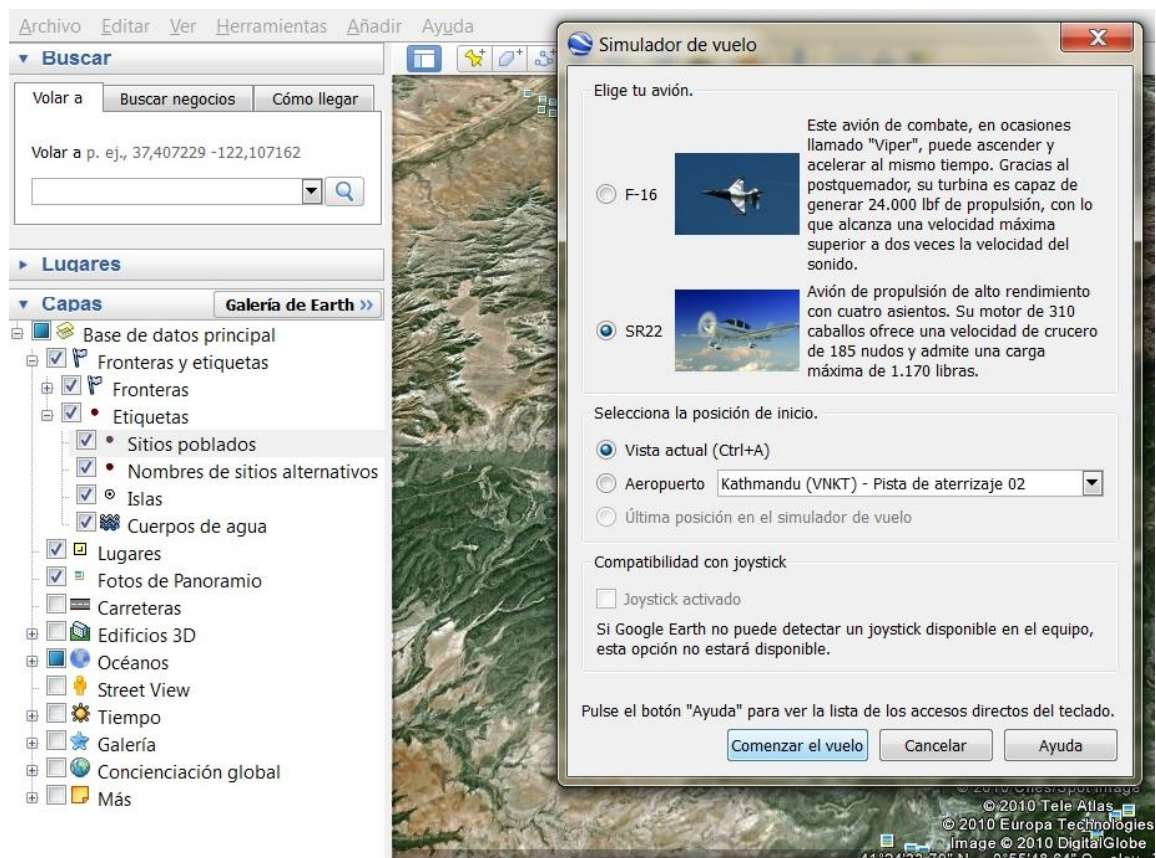 Archivo Editar Ver Herramientas Añadir Ayuda
Buscar
Volar a Buscar negocios Cómo llegar
Volar a p. ej., 37,407229 -122,107162
Lugares
Capas Galería de Earth »
Base de datos principal
Fronteras y etiquetas
Fronteras
Etiquetas
Sitios poblados
Nombres de sitios alternativos
Islas
Cuerpos de agua
Lugares
Fotos de Panoramio
Carreteras
Edificios 3D
Océanos
Street View
Tiempo
Galería
Concienciación global
Más
Simulador de vuelo
Elige tu avión.
F-16
Este avión de combate, en ocasiones
llamado "Viper", puede ascender y
acelerar al mismo tiempo. Gracias al
postquemador, su turbina es capaz de
generar 24.000 lbf de propulsión, con lo
que alcanza una velocidad máxima
superior a dos veces la velocidad del
sonido.
SR22
Avión de propulsión de alto rendimiento
con cuatro asientos. Su motor de 310
caballos ofrece una velocidad de crucero
de 185 nudos y admite una carga
máxima de 1.170 libras.
Selecciona la posición de inicio.
Vista actual (Ctrl+A)
Aeropuerto Kathmandu (VNKT) - Pista de aterrizaje 02
Última posición en el simulador de vuelo
Compatibilidad con joystick
Joystick activado
Si Google Earth no puede detectar un joystick disponible en el equipo,
esta opción no estará disponible.
Pulse el botón "Ayuda" para ver la lista de los accesos directos del teclado.
Comenzar el vuelo Cancelar Ayuda
© 2010 Cnes/Spot Image
© 2010 Tele Atlas
© 2010 Europa Technologies
Image © 2010 DigitalGlobe